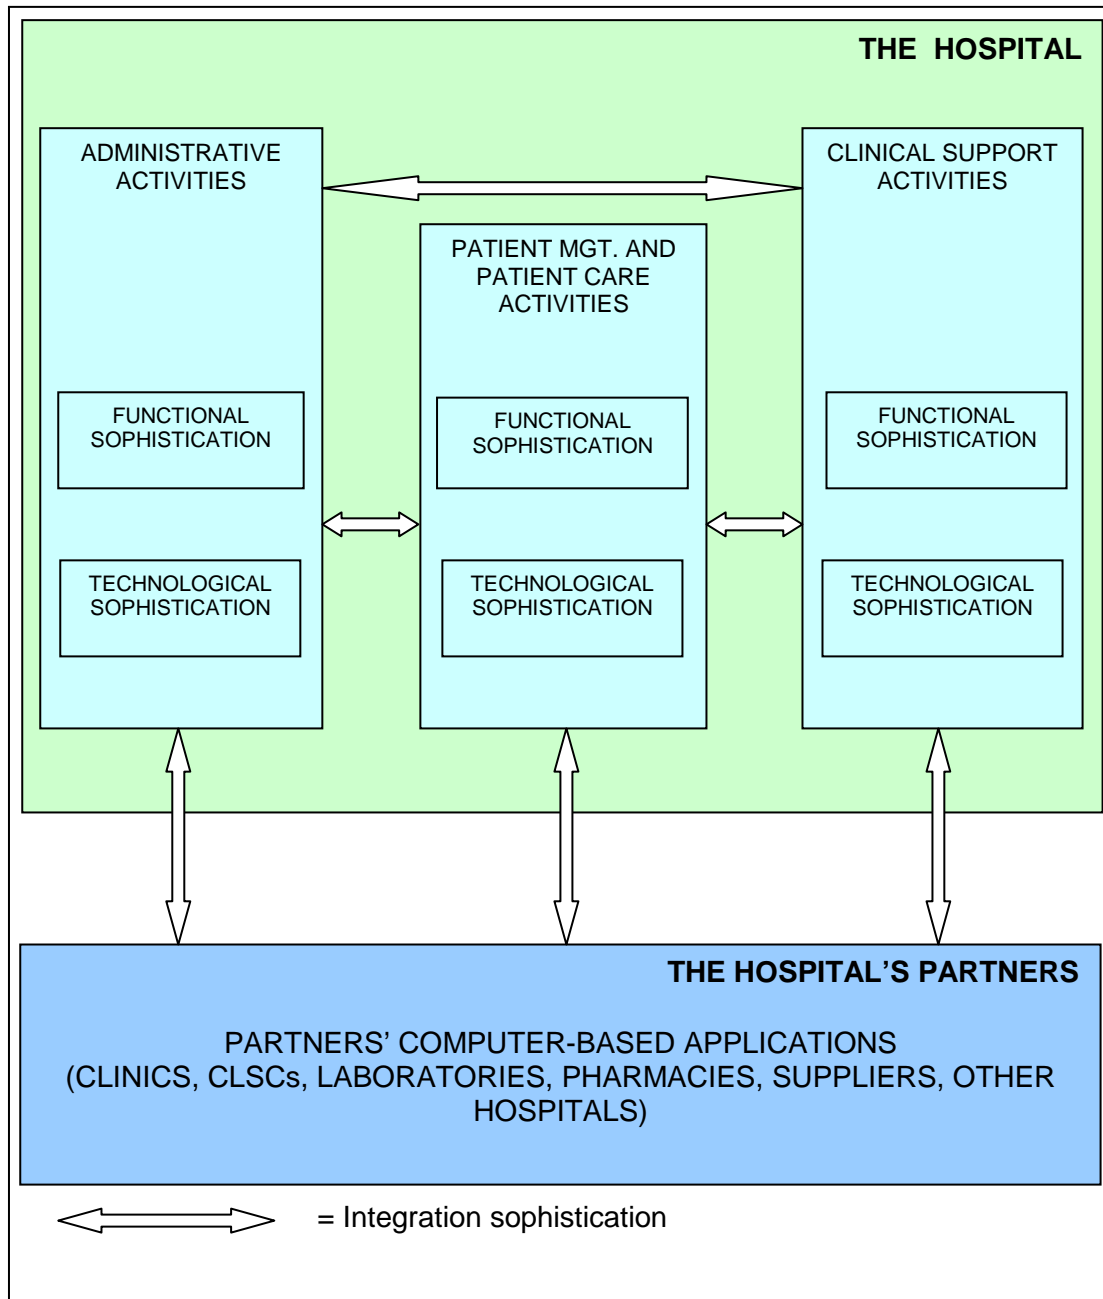 THE HOSPITAL
ADMINISTRATIVE
ACTIVITIES
CLINICAL SUPPORT
ACTIVITIES
PATIENT MGT. AND
PATIENT CARE
ACTIVITIES
FUNCTIONAL
SOPHISTICATION
FUNCTIONAL
SOPHISTICATION
FUNCTIONAL
SOPHISTICATION
TECHNOLOGICAL
SOPHISTICATION
TECHNOLOGICAL
SOPHISTICATION
TECHNOLOGICAL
SOPHISTICATION
THE HOSPITAL’S PARTNERS
PARTNERS’ COMPUTER-BASED APPLICATIONS
(CLINICS, CLSCs, LABORATORIES, PHARMACIES, SUPPLIERS, OTHER
HOSPITALS)
= Integration sophistication